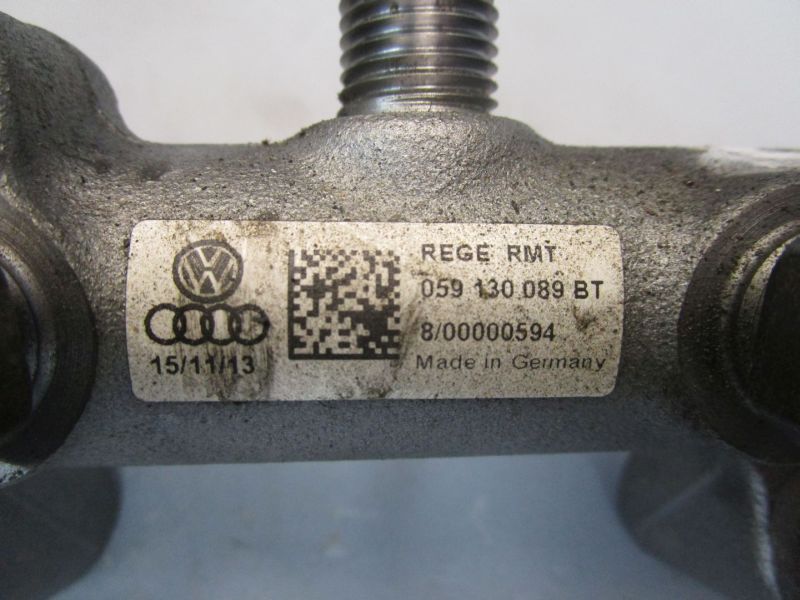 REGE RMT
059 130 089 BT
8/00000594
Made in Germany
15/11/13